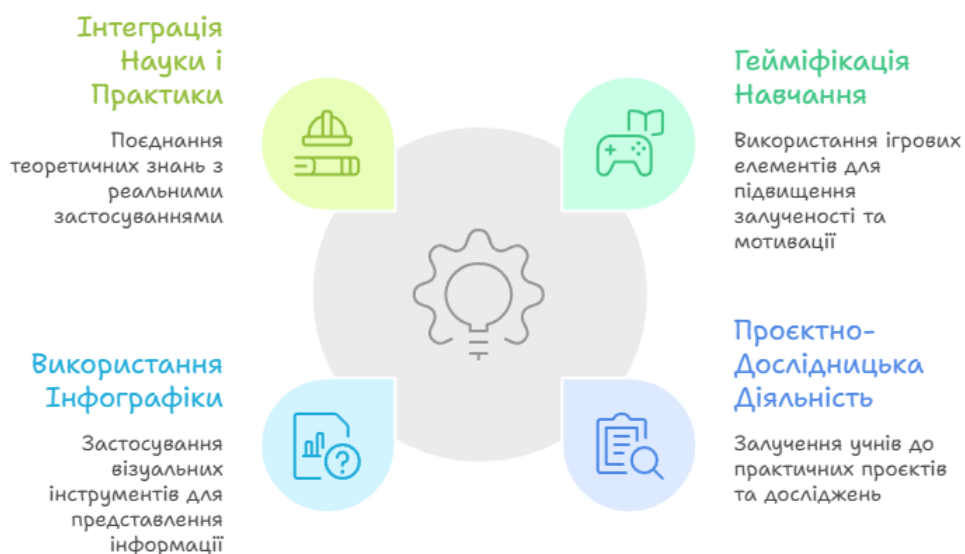 Інтеграція
Науки і
Практики
Поєднання
теоретичних знань з
реальними
застосуваннями
Гейміфікація
Навчання
Використання ігрових
елементів для
підвищення
залученості та
мотивації
Використання
Інфографіки
Застосування
візуальних
інструментів для
представлення
інформації
Проєктно-
Дослідницька
Діяльність
Залучення учнів до
практичних проєктів
та досліджень